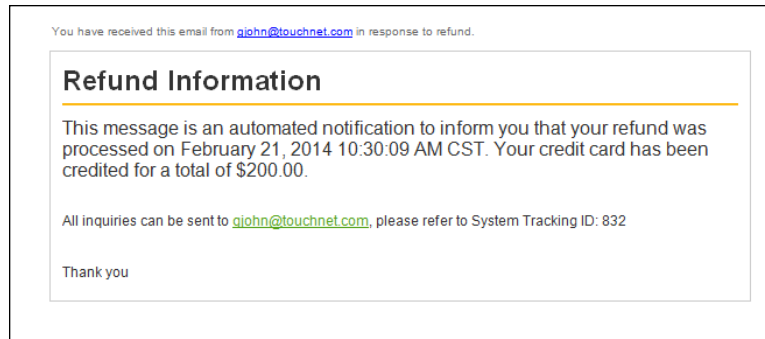 You have received this email from gjohn@touchnet.com in response to refund.
Refund Information
This message is an automated notification to inform you that your refund was
processed on February 21, 2014 10:30:09 AM CST. Your credit card has been
credited for a total of $200.00.
All inquiries can be sent to gjohn@touchnet.com, please refer to System Tracking ID: 832
Thank you